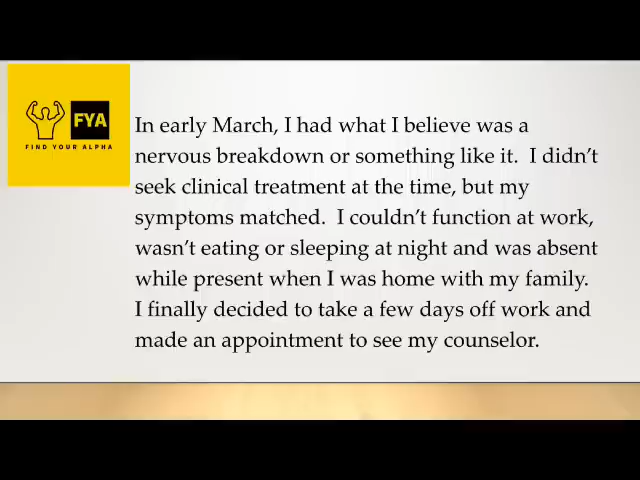 FYA
FIND YOUR ALPHA
In early March, I had what I believe was a
nervous breakdown or something like it.  I didn’t
seek clinical treatment at the time, but my
symptoms matched.  I couldn’t function at work,
wasn’t eating or sleeping at night and was absent
while present when I was home with my family.
I finally decided to take a few days off work and
made an appointment to see my counselor.